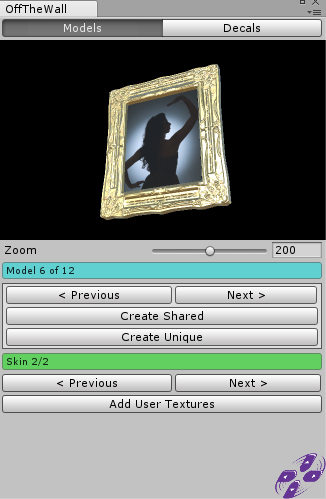 OffTheWall
Models Decals
Zoom 200
Model 6 of 12
< Previous Next >
Create Shared
Create Unique
Skin 2/2
< Previous Next >
Add User Textures